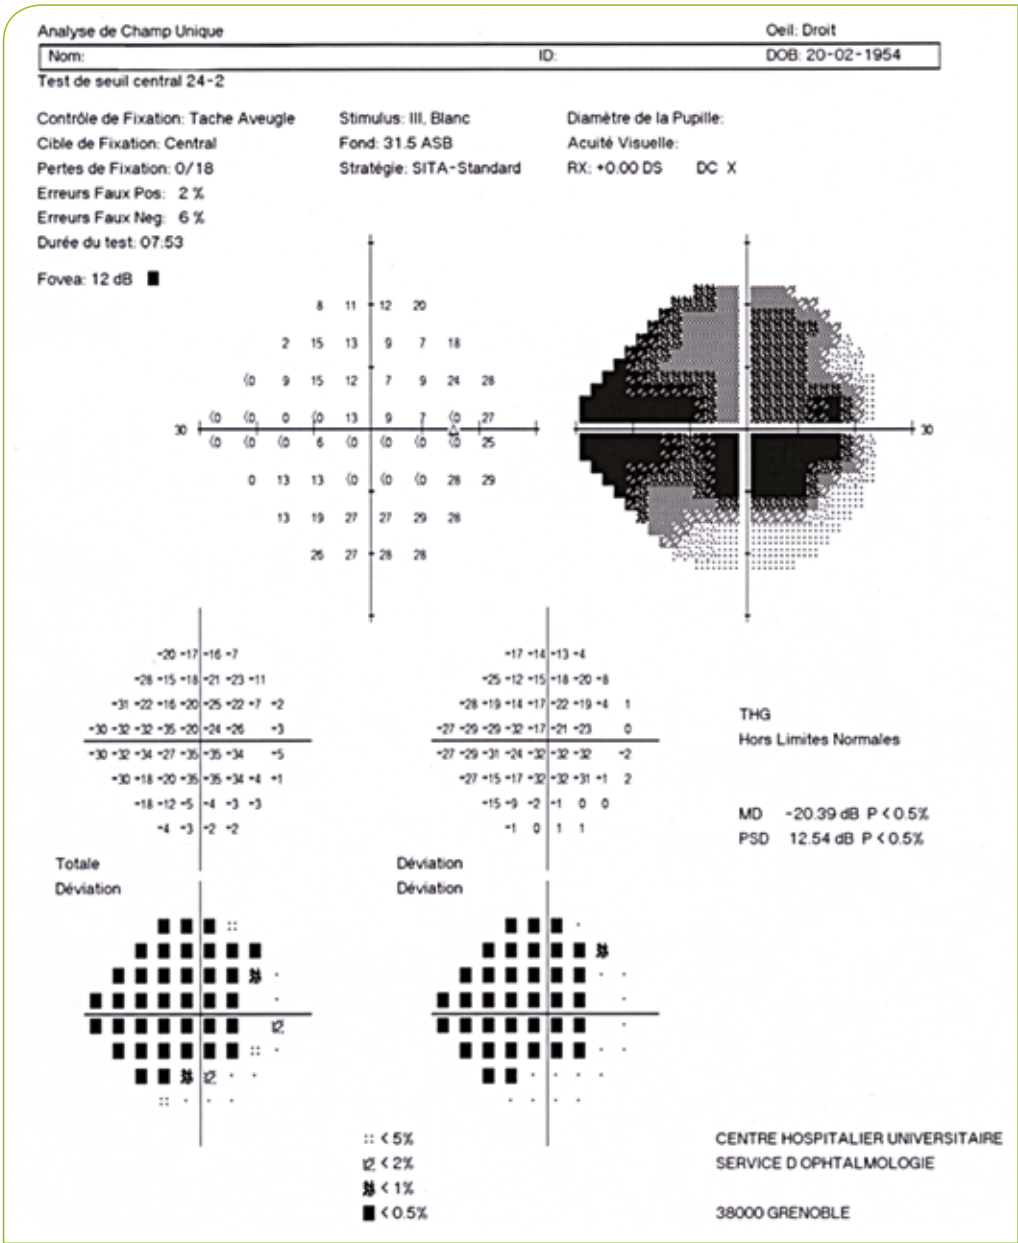 Analyse de Champ Unique Oeil: Droit
Nom: ID: DOB: 20-02-1954
Test de seuil central 24-2
Contrôle de Fixation: Tache Aveugle Stimulus: III, Blanc Diamètre de la Pupille:
Cible de Fixation: Central Fond: 31.5 ASB Acuité Visuelle:
Pertes de Fixation: 0/18 Stratégie: SITA-Standard RX: +0.00 DS DC X
Erreurs Faux Pos: 2 %
Erreurs Faux Neg: 6 %
Durée du test: 07:53
Fovea: 12 dB
8 11 12 20
2 15 13 9 7 18
(0 9 15 12 7 9 24 28
(0 (0 0 (0 13 9 7 (0 27
30 30
(0 (0 (0 6 (0 (0 (0 (0 25
0 13 13 (0 (0 (0 28 29
13 19 27 27 29 28
26 27 28 28
-20 -17 -16 -7 -17 -14 -13 -4
-28 -15 -18 -21 -23 -11 -25 -12 -15 -18 -20 -8
-31 -22 -16 -20 -25 -22 -7 -2 -28 -19 -14 -17 -22 -19 -4 1
-30 -32 -32 -35 -20 -24 -26 -3 -27 -29 -29 -32 -17 -21 -23 0
-30 -32 -34 -27 -35 -35 -34 -5 -27 -29 -31 -24 -32 -32 -32 -2
-30 -18 -20 -35 -35 -34 -4 -1 -27 -15 -17 -32 -32 -31 -1 2
-18 -12 -5 -4 -3 -3 -15 -9 -2 -1 0 0
-4 -3 -2 -2 -1 0 1 1
THG
Hors Limites Normales
MD -20.39 dB P < 0.5%
PSD 12.54 dB P < 0.5%
Totale Déviation
Déviation Déviation
< 5%
< 2%
< 1%
< 0.5%
CENTRE HOSPITALIER UNIVERSITAIRE
SERVICE D OPHTALMOLOGIE
38000 GRENOBLE